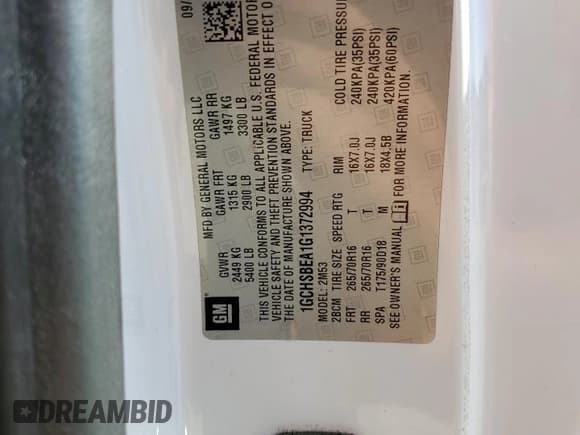 09/
MFD BY GENERAL MOTORS LLC
GVWR GAWR FRT GAWR RR
2449 KG 1315 KG 1497 KG
5400 LB 2900 LB 3300 LB
THIS VEHICLE CONFORMS TO ALL APPLICABLE U.S. FEDERAL MOTOR
VEHICLE SAFETY AND THEFT PREVENTION STANDARDS IN EFFECT O
THE DATE OF MANUFACTURE SHOWN ABOVE.
1GCHSBEA1G1372994 TYPE: TRUCK
MODEL: 2M53
2BCM TIRE SIZE SPEED RTG RIM COLD TIRE PRESSUR
FRT 265/70R16 T 16X7.0J 240KPA(35PSI)
RR 265/70R16 T 16X7.0J 240KPA(35PSI)
SPA T175/90D18 M 18X4.5B 420KPA(60PSI)
SEE OWNER'S MANUAL i FOR MORE INFORMATION.
GM
DREAMBID